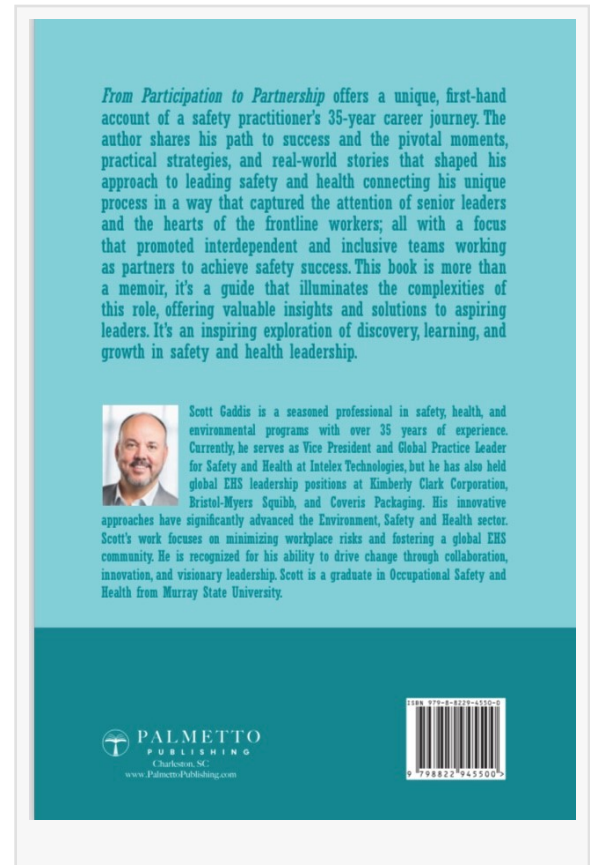 From Participation to Partnership offers a unique, first-hand
account of a safety practitioner's 35-year career journey. The
author shares his path to success and the pivotal moments,
practical strategies, and real-world stories that shaped his
approach to leading safety and health connecting his unique
process in a way that captured the attention of senior leaders
and the hearts of the frontline workers; all with a focus
that promoted interdependent and inclusive teams working
as partners to achieve safety success. This book is more than
a memoir, it's a guide that illuminates the complexities of
this role, offering valuable insights and solutions to aspiring
leaders. It's an inspiring exploration of discovery, learning, and
growth in safety and health leadership.
Scott Gaddis is a seasoned professional in safety, health, and
environmental programs with over 35 years of experience.
Currently, he serves as Vice President and Global Practice Leader
for Safety and Health at Intelex Technologies, but he has also held
global EHS leadership positions at Kimberly Clark Corporation,
Bristol-Myers Squibb, and Coveris Packaging. His innovative
approaches have significantly advanced the Environment, Safety and Health sector.
Scott's work focuses on minimizing workplace risks and fostering a global EHS
community. He is recognized for his ability to drive change through collaboration,
innovation, and visionary leadership. Scott is a graduate in Occupational Safety and
Health from Murray State University.
PALMETTO
PUBLISHING
Charleston, SC
www.PalmettoPublishing.com
ISBN 979-8-8229-4550-0
9 798822 945500 >